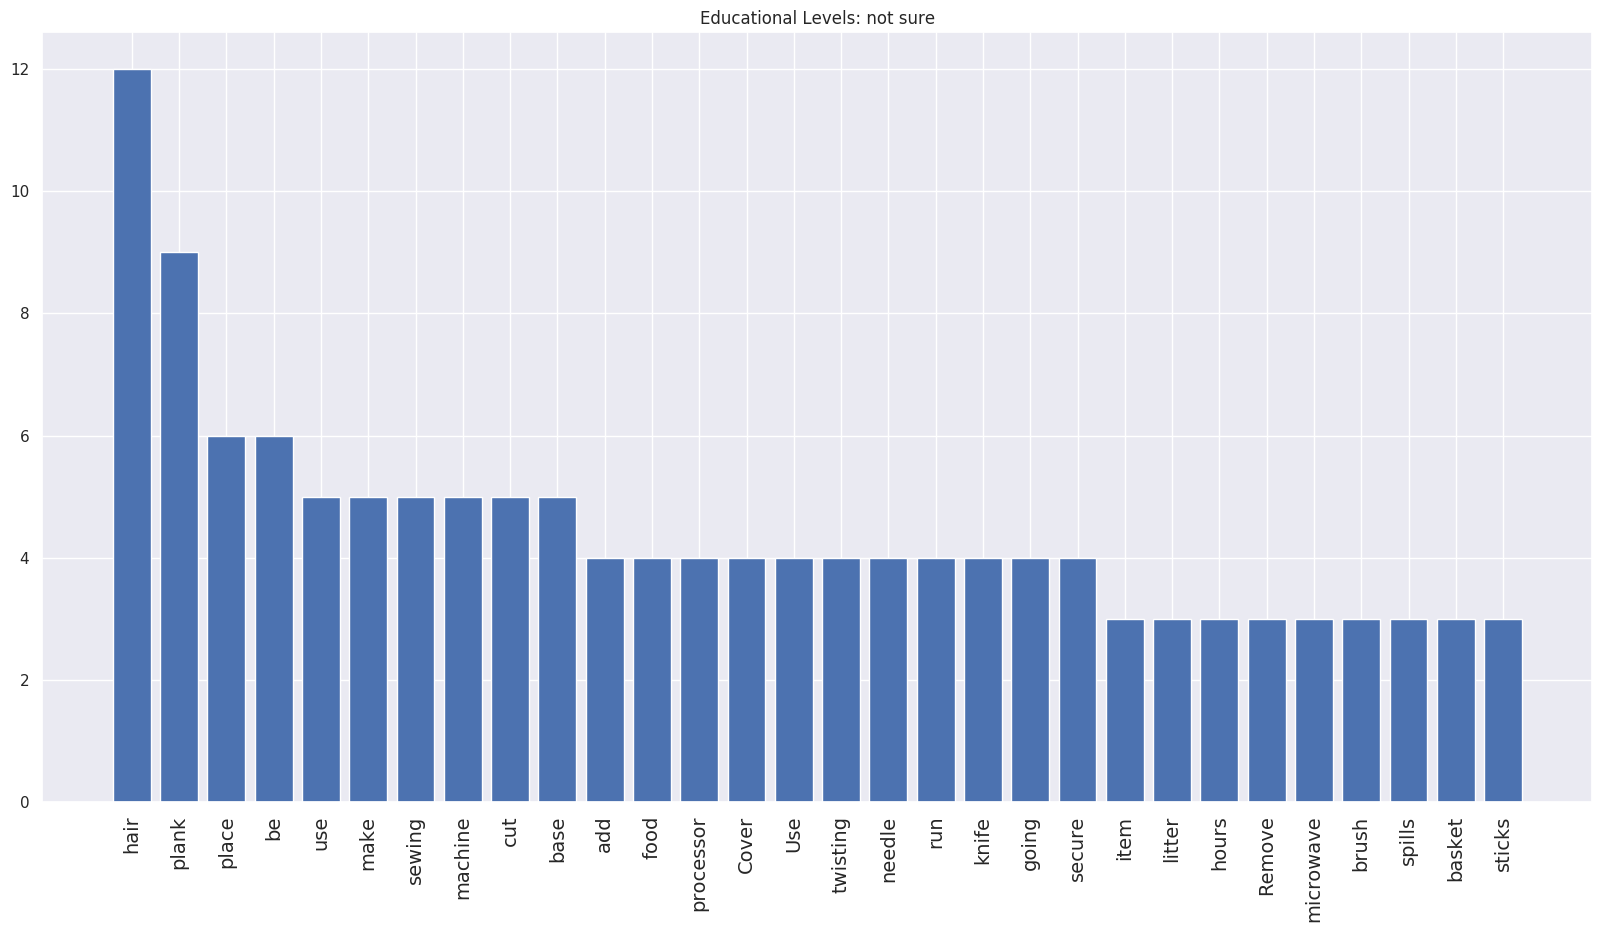 Educational Levels: not sure
12
10
8
6
4
2
0
hair
plank
place
be
use
make
sewing
machine
cut
base
add
food
processor
Cover
Use
twisting
needle
run
knife
going
secure
item
litter
hours
Remove
microwave
brush
spills
basket
sticks